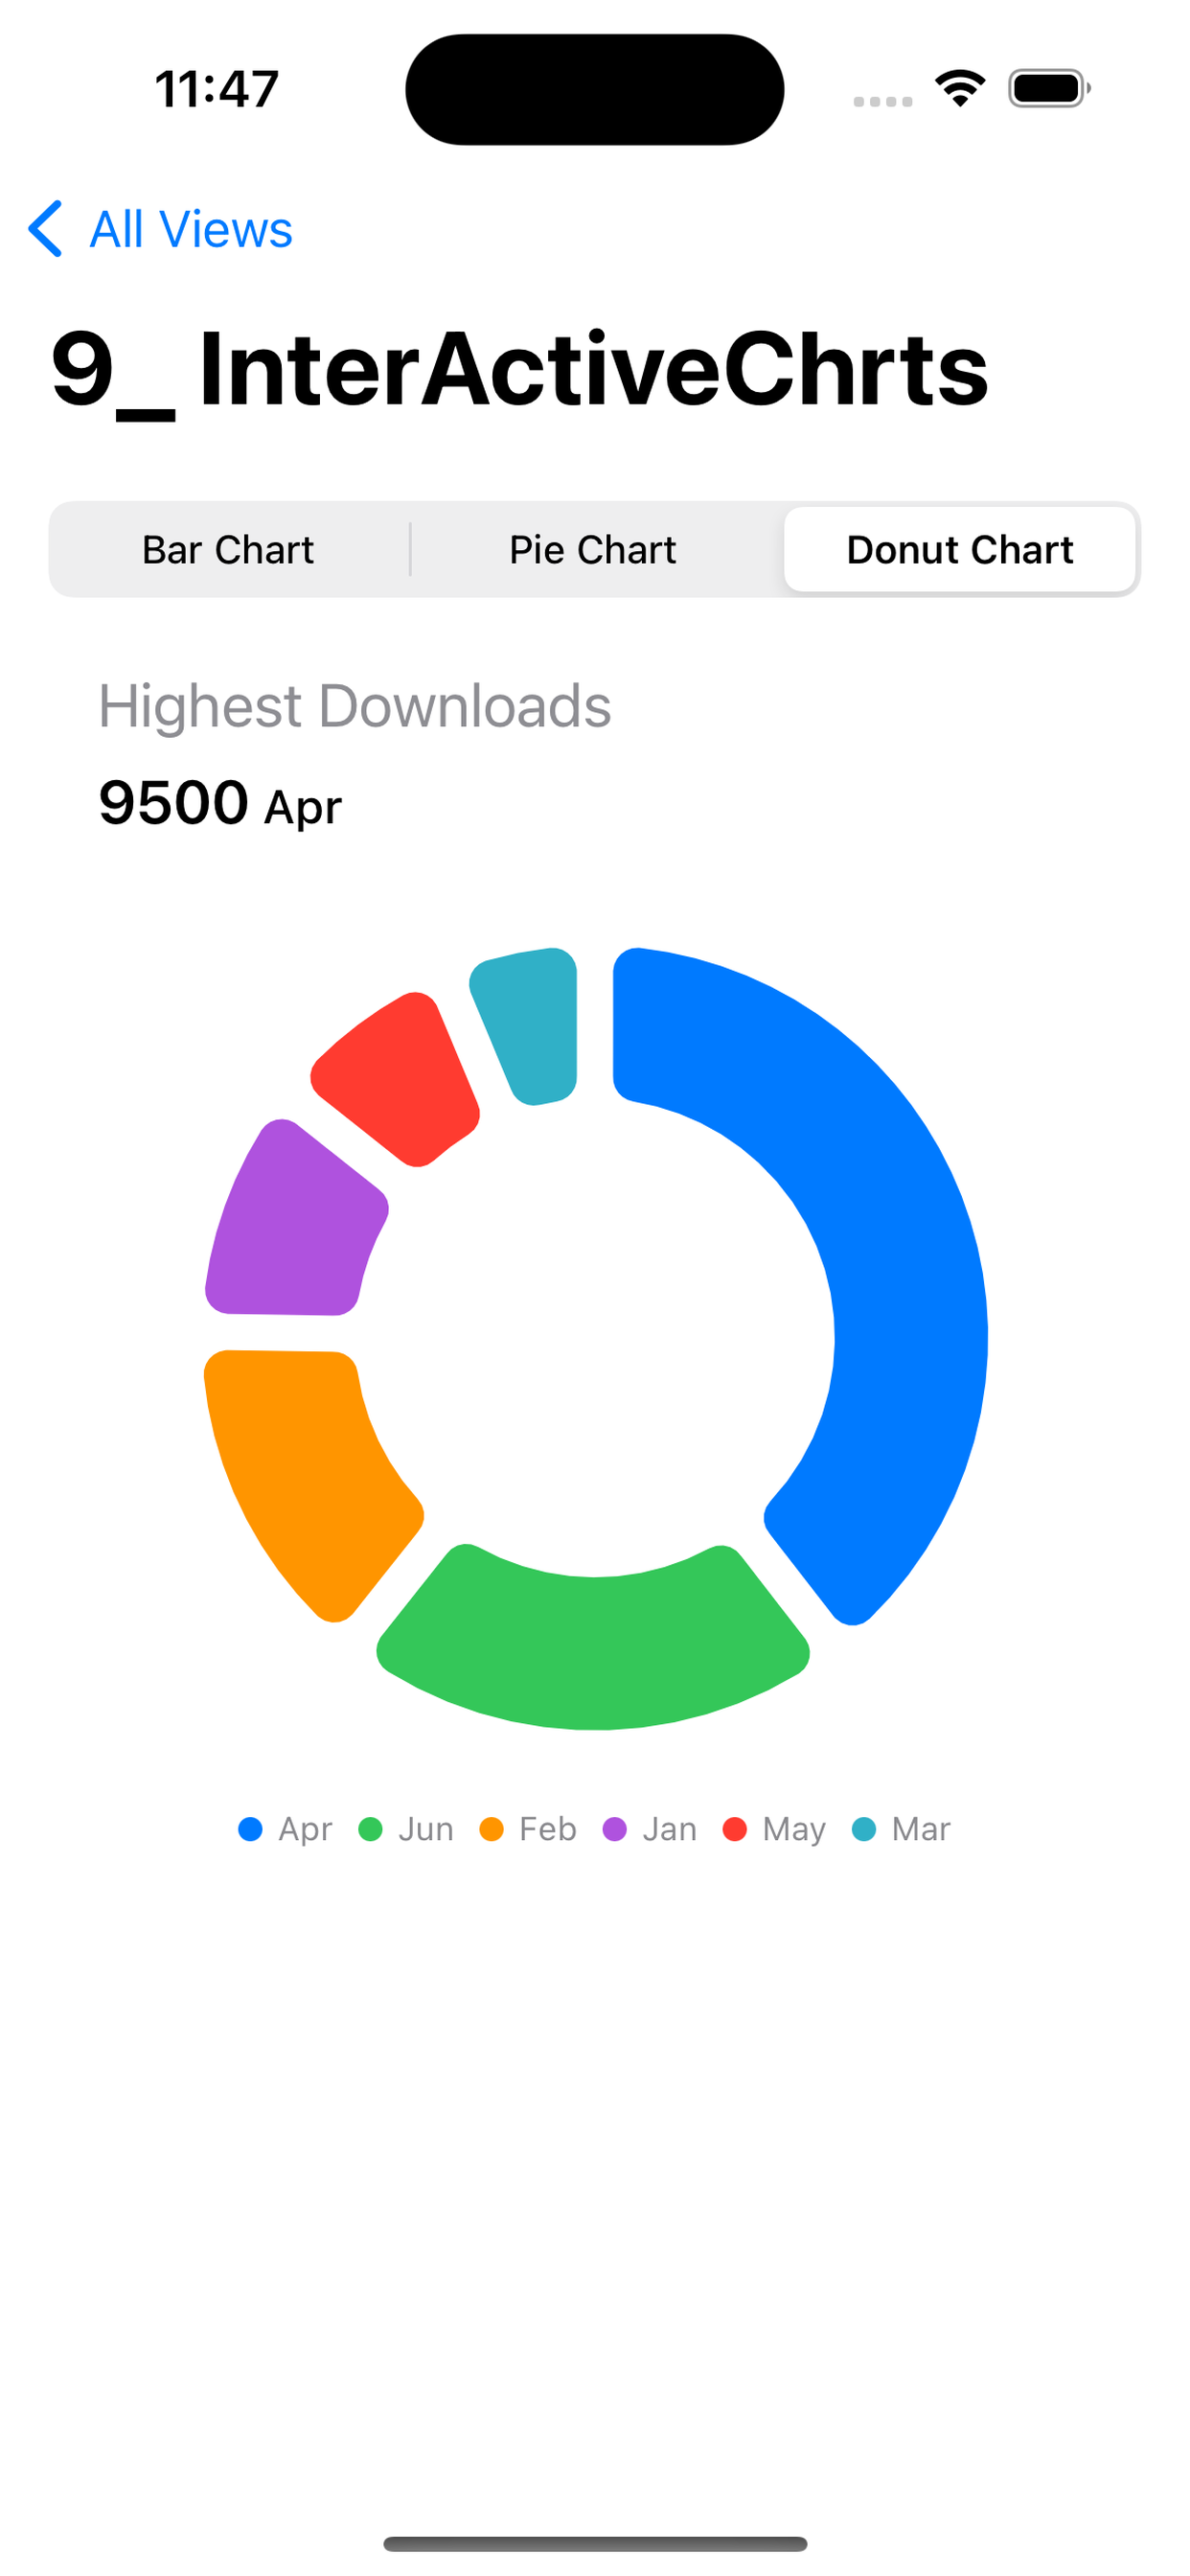 11:47
All Views
9_ InterActiveChrts
Bar Chart Pie Chart Donut Chart
Highest Downloads
9500 Apr
Apr Jun Feb Jan May Mar